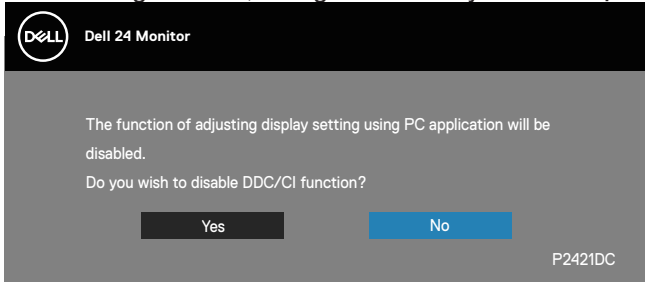 DELL
Dell 24 Monitor
The function of adjusting display setting using PC application will be
disabled.
Do you wish to disable DDC/CI function?
Yes
No
P2421DC